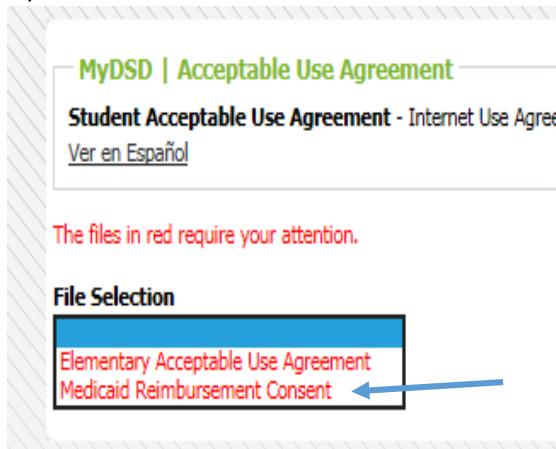 MyDSD | Acceptable Use Agreement
Student Acceptable Use Agreement - Internet Use Agree
Ver en Español
The files in red require your attention.
File Selection
Elementary Acceptable Use Agreement
Medicaid Reimbursement Consent